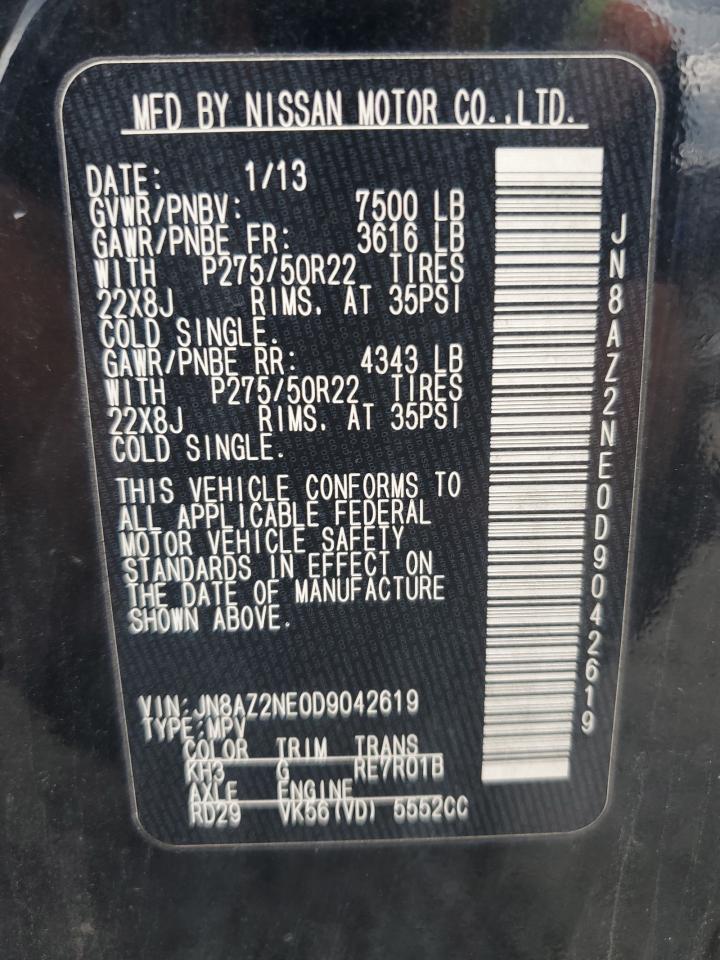 MFD BY NISSAN MOTOR CO.,LTD.
DATE: 1/13
GVWR/PNBV: 7500 LB
GAWR/PNBE FR: 3616 LB
WITH P275/50R22 TIRES
22X8J RIMS, AT 35PSI
COLD SINGLE.
GAWR/PNBE RR: 4343 LB
WITH P275/50R22 TIRES
22X8J RIMS, AT 35PSI
COLD SINGLE.
THIS VEHICLE CONFORMS TO
ALL APPLICABLE FEDERAL
MOTOR VEHICLE SAFETY
STANDARDS IN EFFECT ON
THE DATE OF MANUFACTURE
SHOWN ABOVE.
VIN:JN8AZ2NE0D9042619
TYPE:MPV
COLOR TRIM TRANS
KH3 G RE7R01B
AXLE ENGINE
RD29 VK56(VD) 5552CC
JN8AZ2NE0D9042619